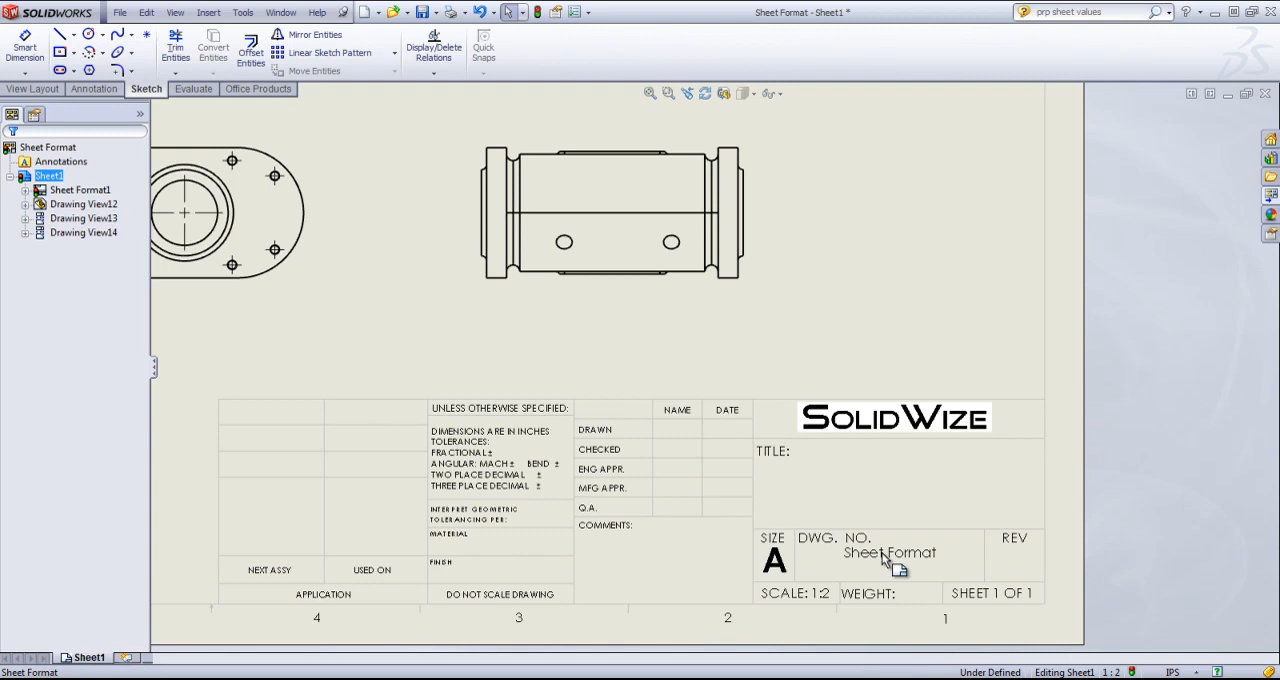 SOLIDWORKS
File Edit View Insert Tools Window Help
Sheet Format - Sheet1 *
prp sheet values
Smart Dimension
Trim Entities
Convert Entities
Offset Entities
Mirror Entities
Linear Sketch Pattern
Move Entities
Display/Delete Relations
Quick Snaps
View Layout Annotation Sketch Evaluate Office Products
Sheet Format
Annotations
Sheet1
Sheet Format1
Drawing View12
Drawing View13
Drawing View14
UNLESS OTHERWISE SPECIFIED:
DIMENSIONS ARE IN INCHES
TOLERANCES:
FRACTIONAL±
ANGULAR: MACH± BEND ±
TWO PLACE DECIMAL ±
THREE PLACE DECIMAL ±
INTERPRET GEOMETRIC
TOLERANCING PER:
MATERIAL
FINISH
DO NOT SCALE DRAWING
NEXT ASSY USED ON
APPLICATION
NAME DATE
DRAWN
CHECKED
ENG APPR.
MFG APPR.
Q.A.
COMMENTS:
SOLIDWIZE
TITLE:
SIZE DWG. NO. REV
A Sheet Format
SCALE: 1:2 WEIGHT: SHEET 1 OF 1
4 3 2 1
Sheet1
Sheet Format
Under Defined Editing Sheet1 1 : 2 IPS